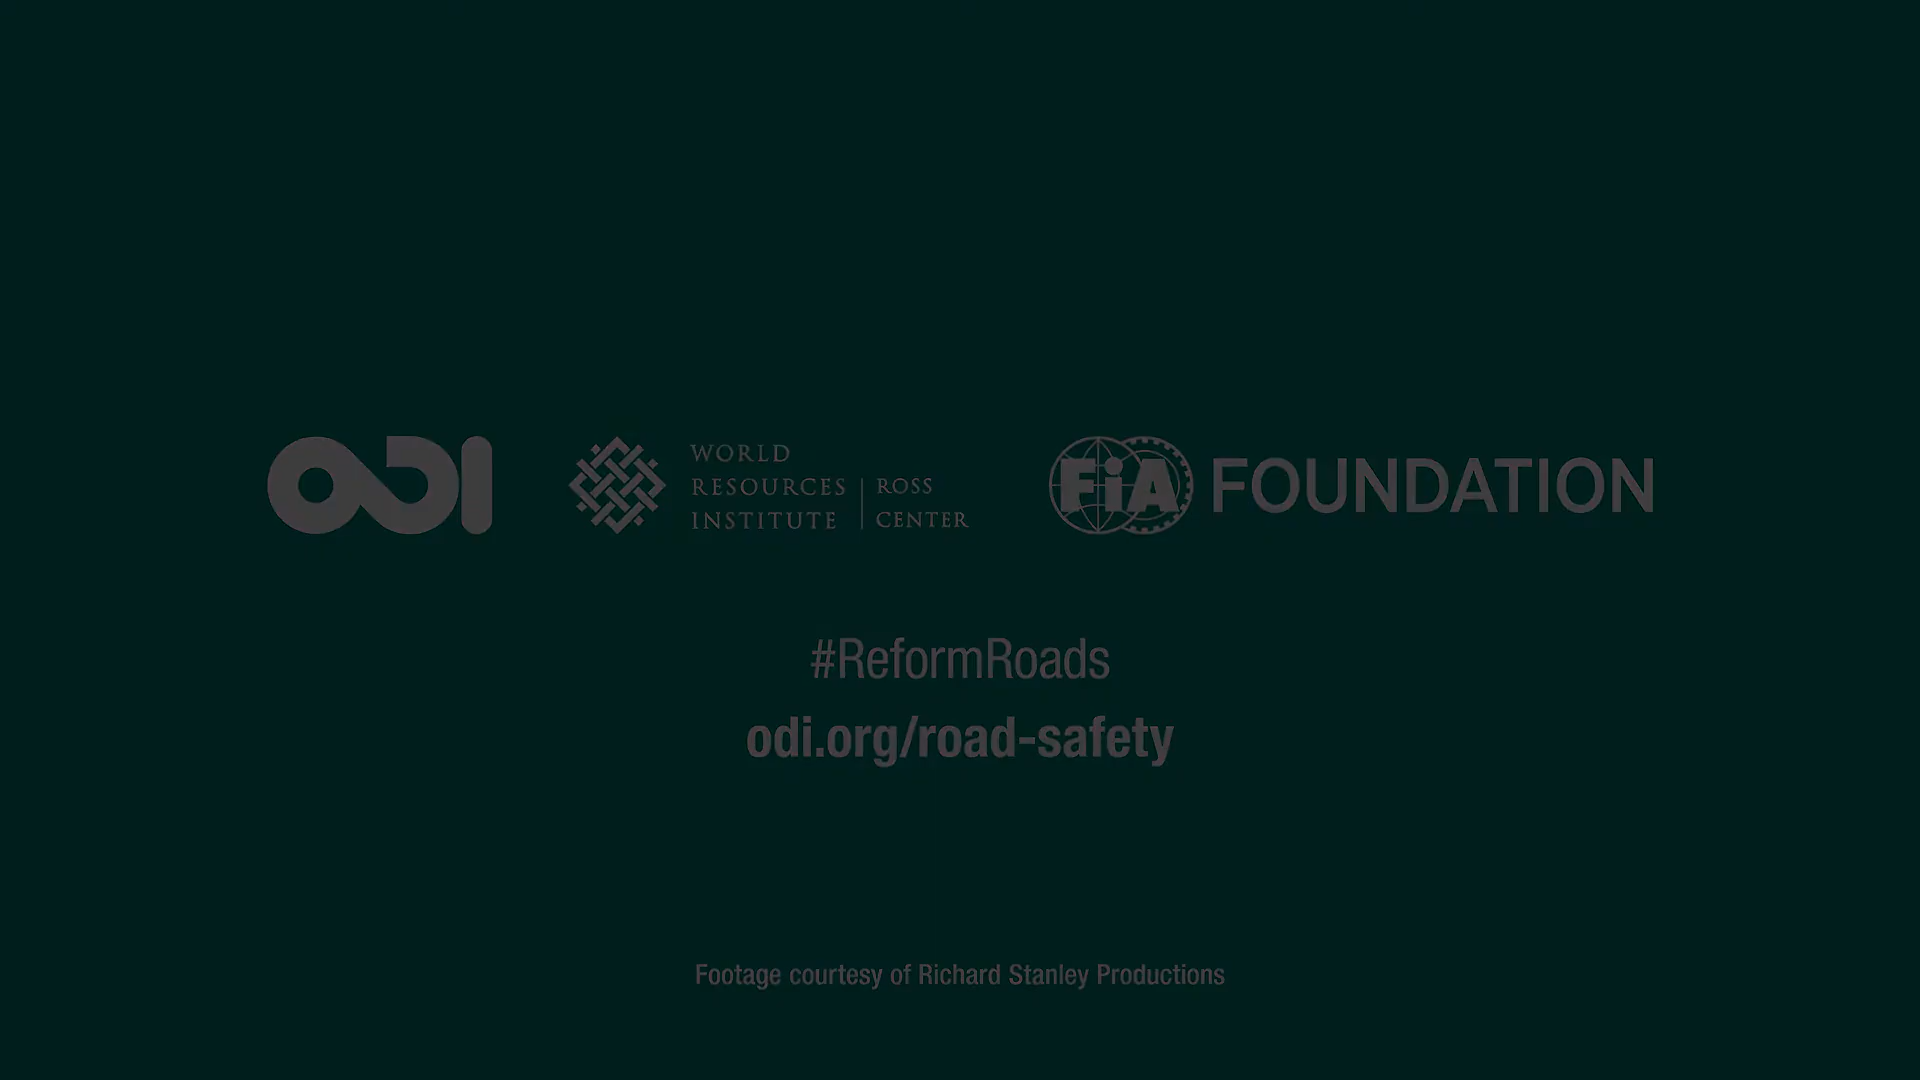 ODI
WORLD
RESOURCES
INSTITUTE
ROSS
CENTER
FiA FOUNDATION
#ReformRoads
odi.org/road-safety
Footage courtesy of Richard Stanley Productions